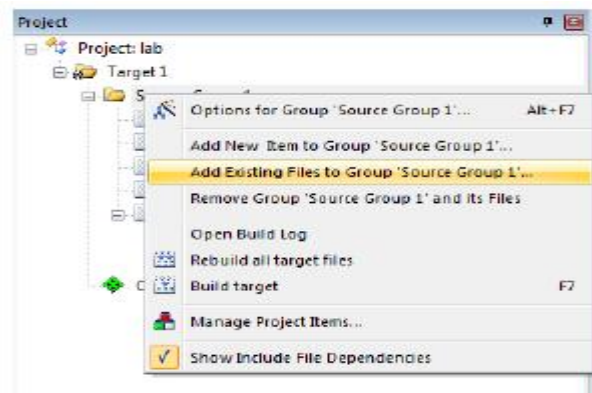 Project
Project: lab
Target 1
Options for Group 'Source Group 1'... Alt+F7
Add New Item to Group 'Source Group 1'...
Add Existing Files to Group 'Source Group 1'...
Remove Group 'Source Group 1' and Its Files
Open Build Log
Rebuild all target files
Build target F7
Manage Project Items...
Show Include File Dependencies